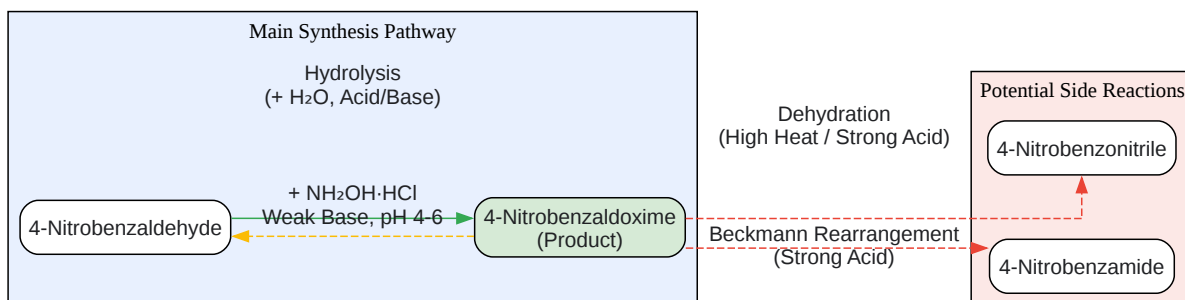 Main Synthesis Pathway
Hydrolysis
(+ H₂O, Acid/Base)
+ NH₂OH·HCl
Weak Base, pH 4-6
4-Nitrobenzaldehyde
4-Nitrobenzaldoxime
(Product)
Dehydration
(High Heat / Strong Acid)
Beckmann Rearrangement
(Strong Acid)
Potential Side Reactions
4-Nitrobenzonitrile
4-Nitrobenzamide